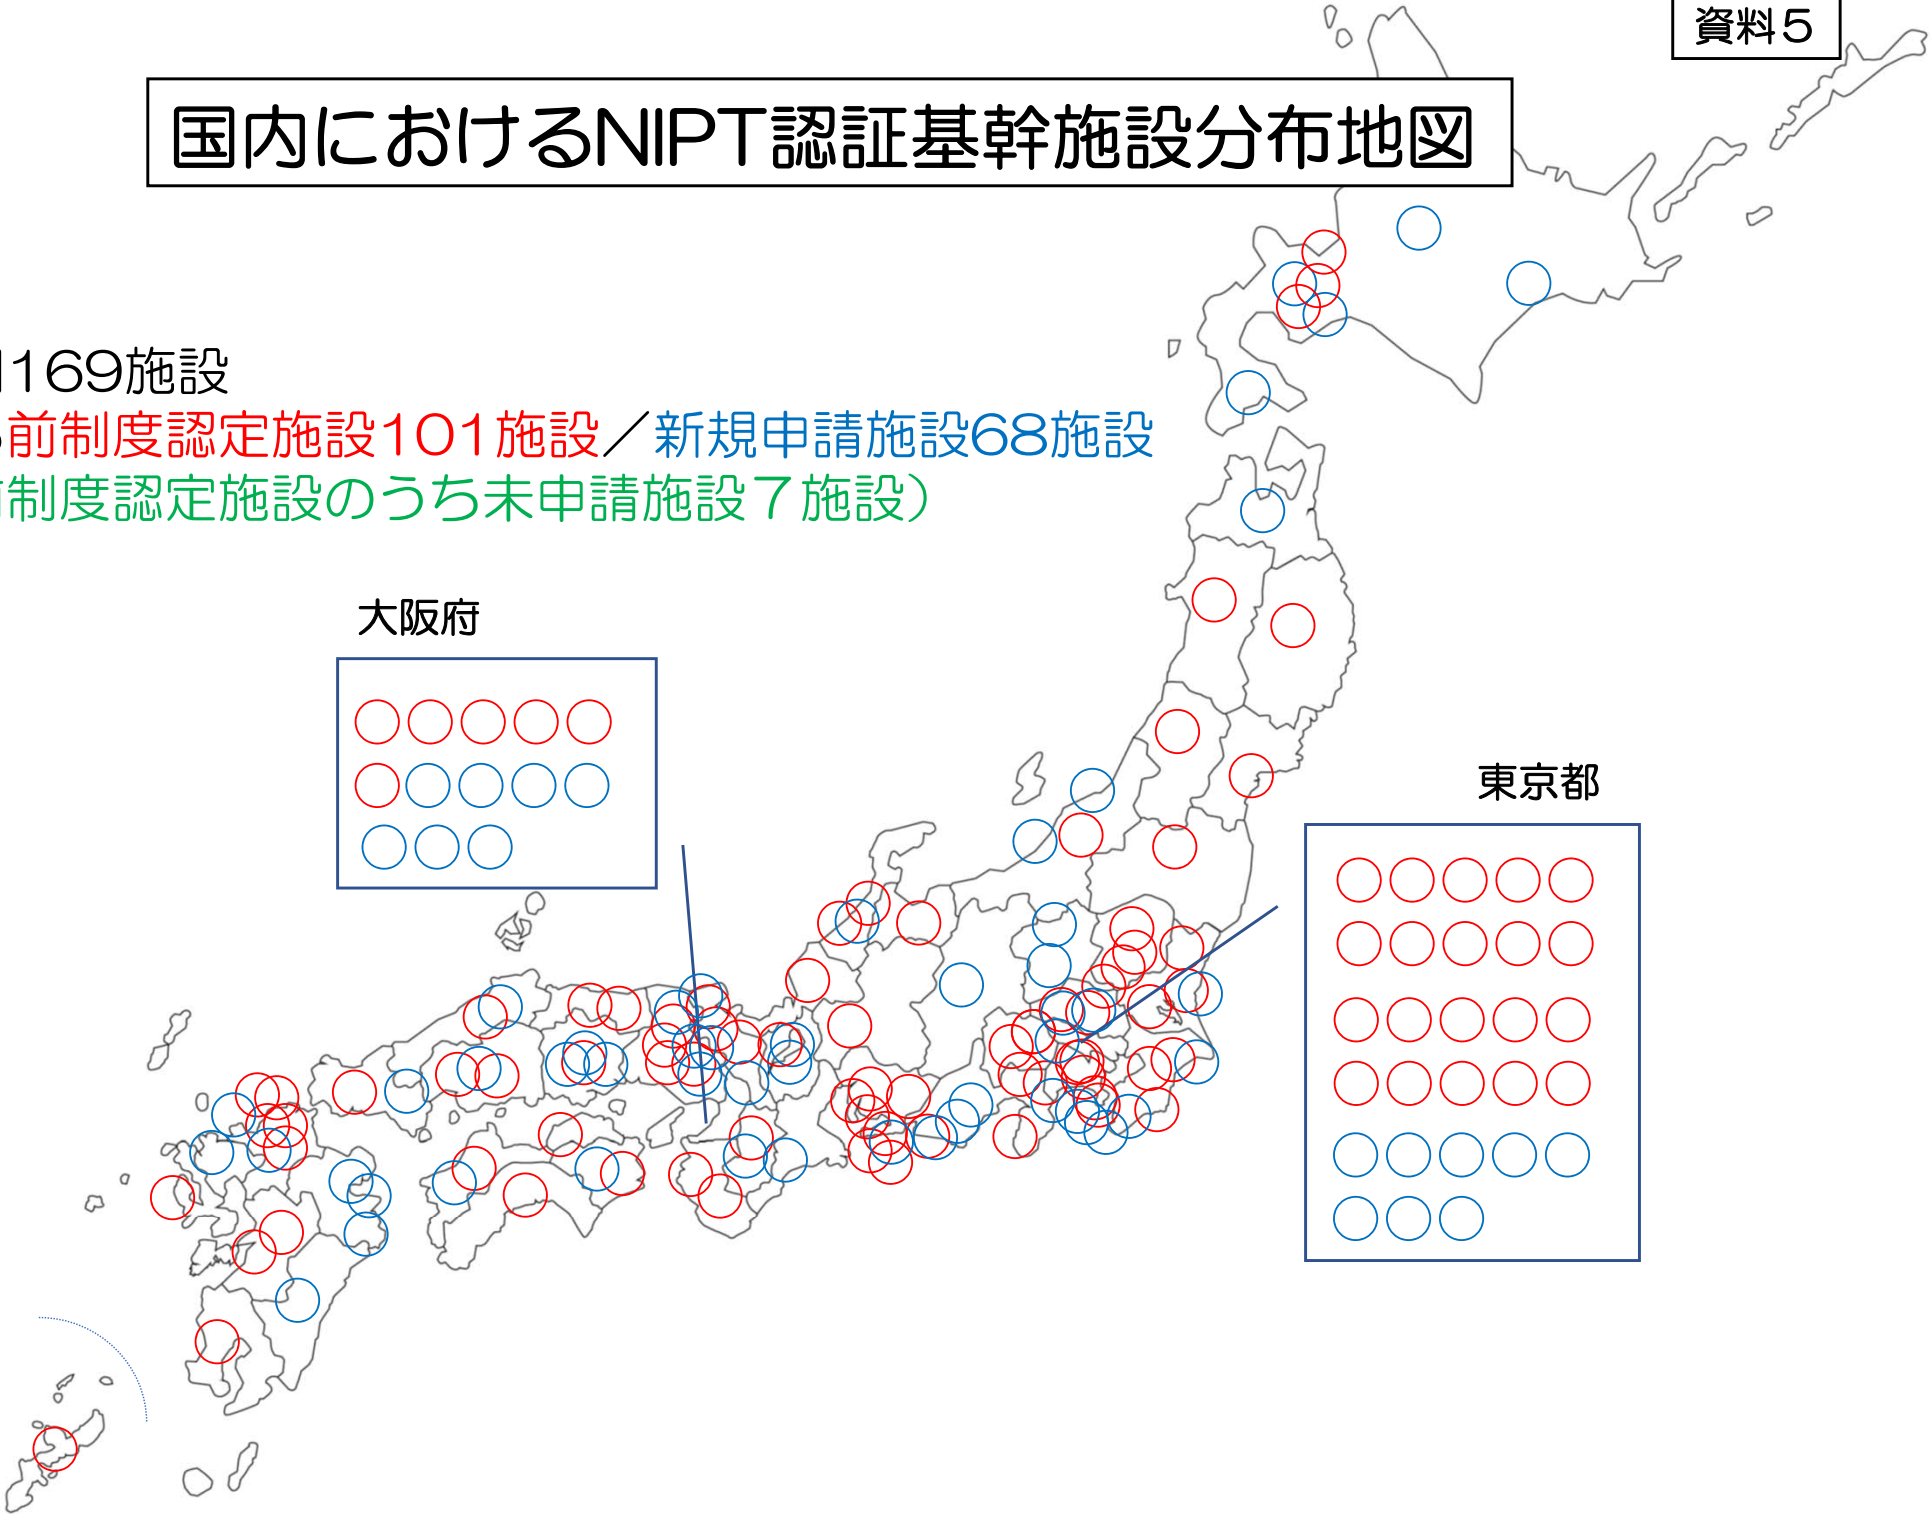 資料５
国内におけるNIPT認証基幹施設分布地図
169施設
前制度認定施設101施設／新規申請施設68施設
制度認定施設のうち未申請施設７施設）
大阪府
東京都